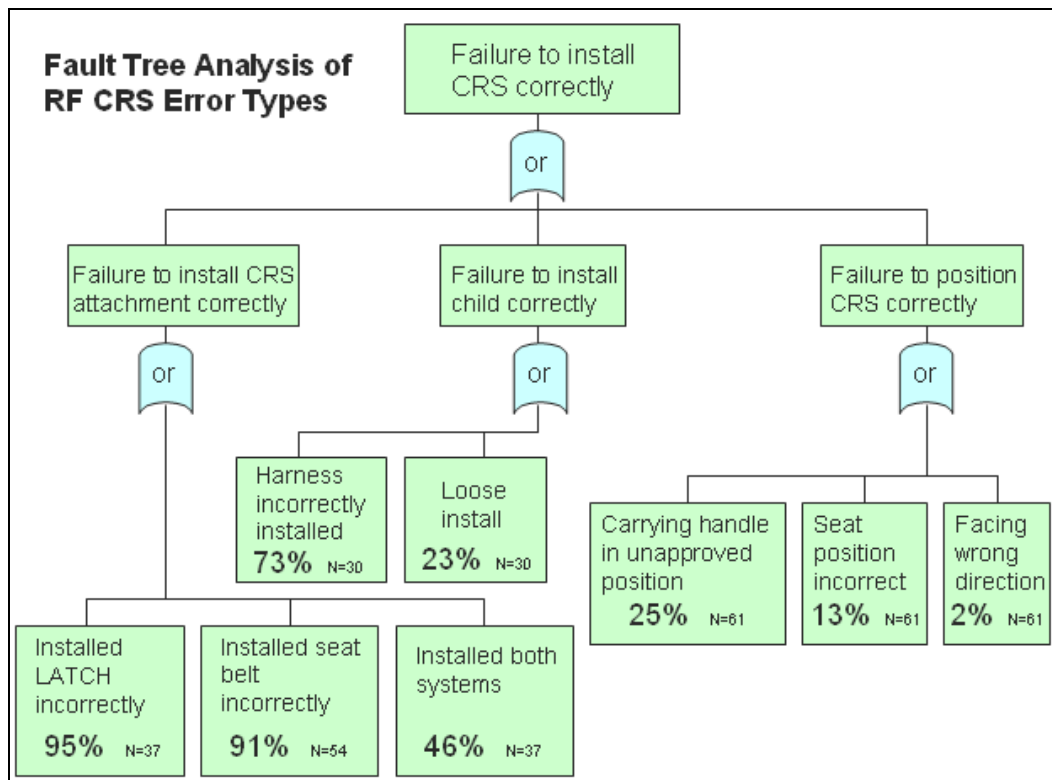 Fault Tree Analysis of
RF CRS Error Types
Failure to install
CRS correctly
or
Failure to install CRS
attachment correctly
Failure to install
child correctly
Failure to position
CRS correctly
or
or
or
Harness
incorrectly
installed
73% N=30
Loose
install
23% N=30
Carrying handle
in unapproved
position
25% N=61
Seat
position
incorrect
13% N=61
Facing
wrong
direction
2% N=61
Installed
LATCH
incorrectly
95% N=37
Installed seat
belt
incorrectly
91% N=54
Installed both
systems
46% N=37